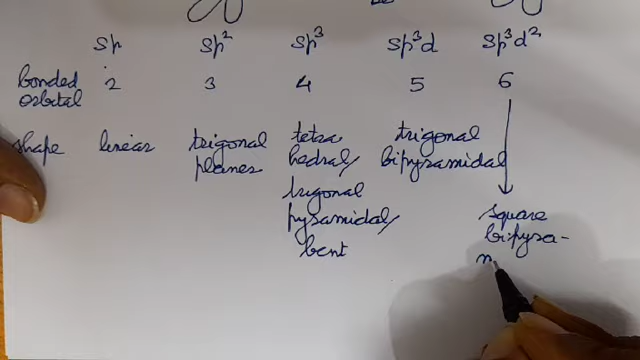 sp sp² sp³ sp³d sp³d²
bonded orbital 2 3 4 5 6
shape linear trigonal planer tetra hedral/ trigonal bipyramidal
trigonal pyramidal/ bent
square bipyra-
m